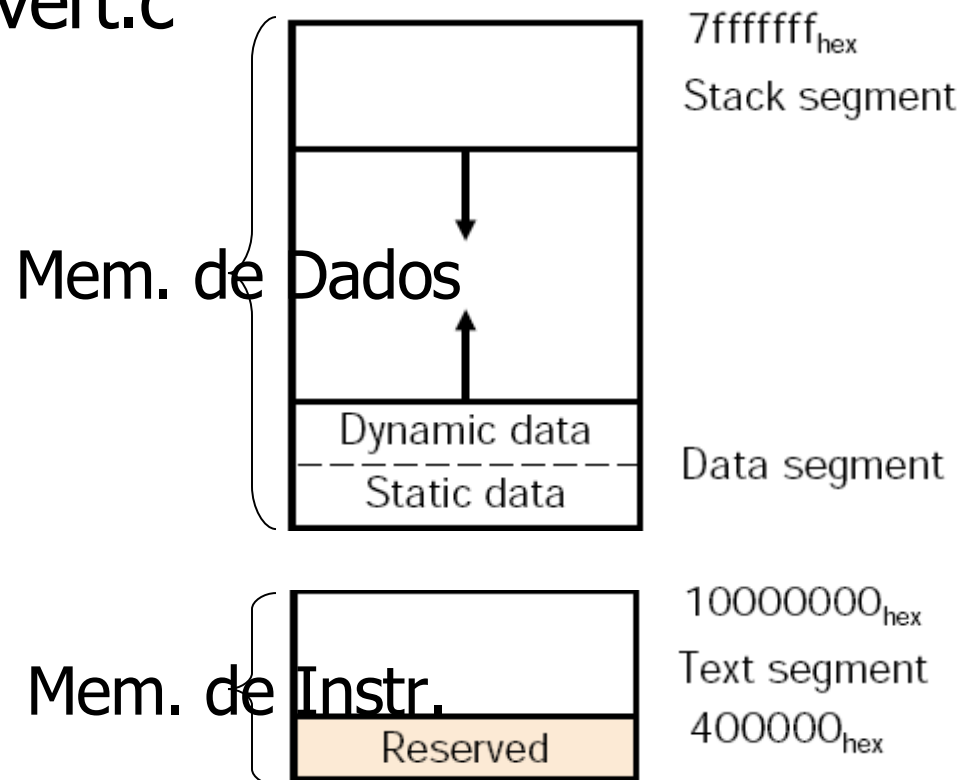 vert.c
7fffffff hex
Stack segment
Mem. de Dados
Dynamic data
Static data
Data segment
10000000 hex
Text segment
Mem. de Instr.
400000 hex
Reserved